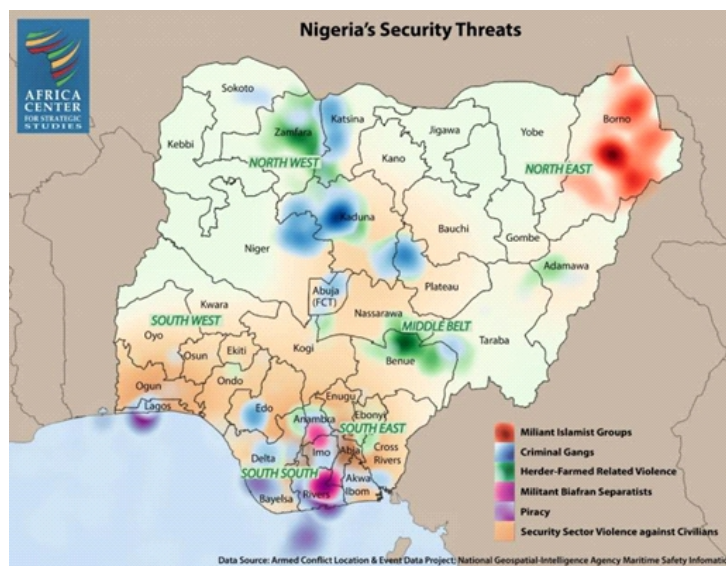 Nigeria's Security Threats
AFRICA
CENTER
FOR STRATEGIC
STUDIES
Sokoto
Katsina
Zamfara
Kebbi
Jigawa
Yobe
Borno
Kano
NORTH WEST
NORTH EAST
Kaduna
Bauchi
Gombe
Niger
Adamawa
Abuja
(FCT)
Plateau
Kwara
Nassarawa
SOUTH WEST
MIDDLE BELT
Oyo
Taraba
Osun
Ekiti
Kogi
Benue
Ogun
Ondo
Enugu
Lagos
Edo
Anambra
Ebony
SOUTH EAST
Imo
Abja
Cross
Rivers
Delta
SOUTH SOUTH
Akwa
Ibom
Bayelsa
Rivers
Miliant Islamist Groups
Criminal Gangs
Herder-Farmed Related Violence
Militant Biafran Separatists
Piracy
Security Sector Violence against Civilians
Data Source: Armed Conflict Location & Event Data Project; National Geospatial-Intelligence Agency Maritime Safety Infomatio